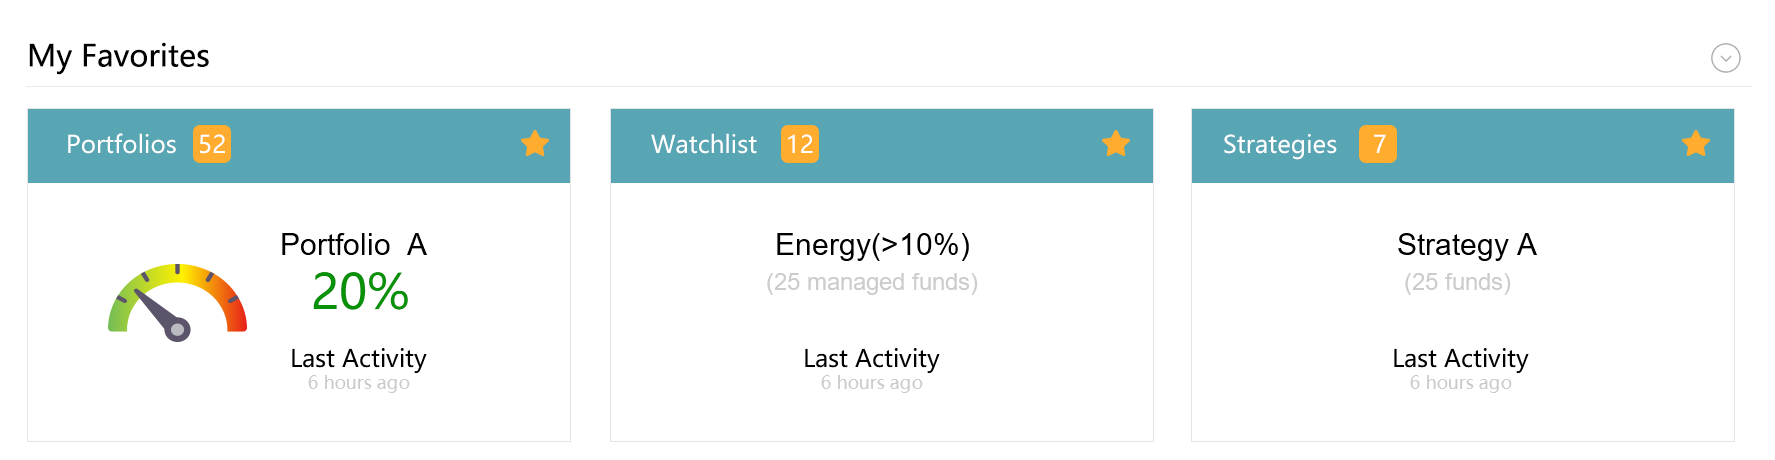 My Favorites
Portfolios 52
Portfolio A
20%
Last Activity
6 hours ago
Watchlist 12
Energy(>10%)
(25 managed funds)
Last Activity
6 hours ago
Strategies 7
Strategy A
(25 funds)
Last Activity
6 hours ago